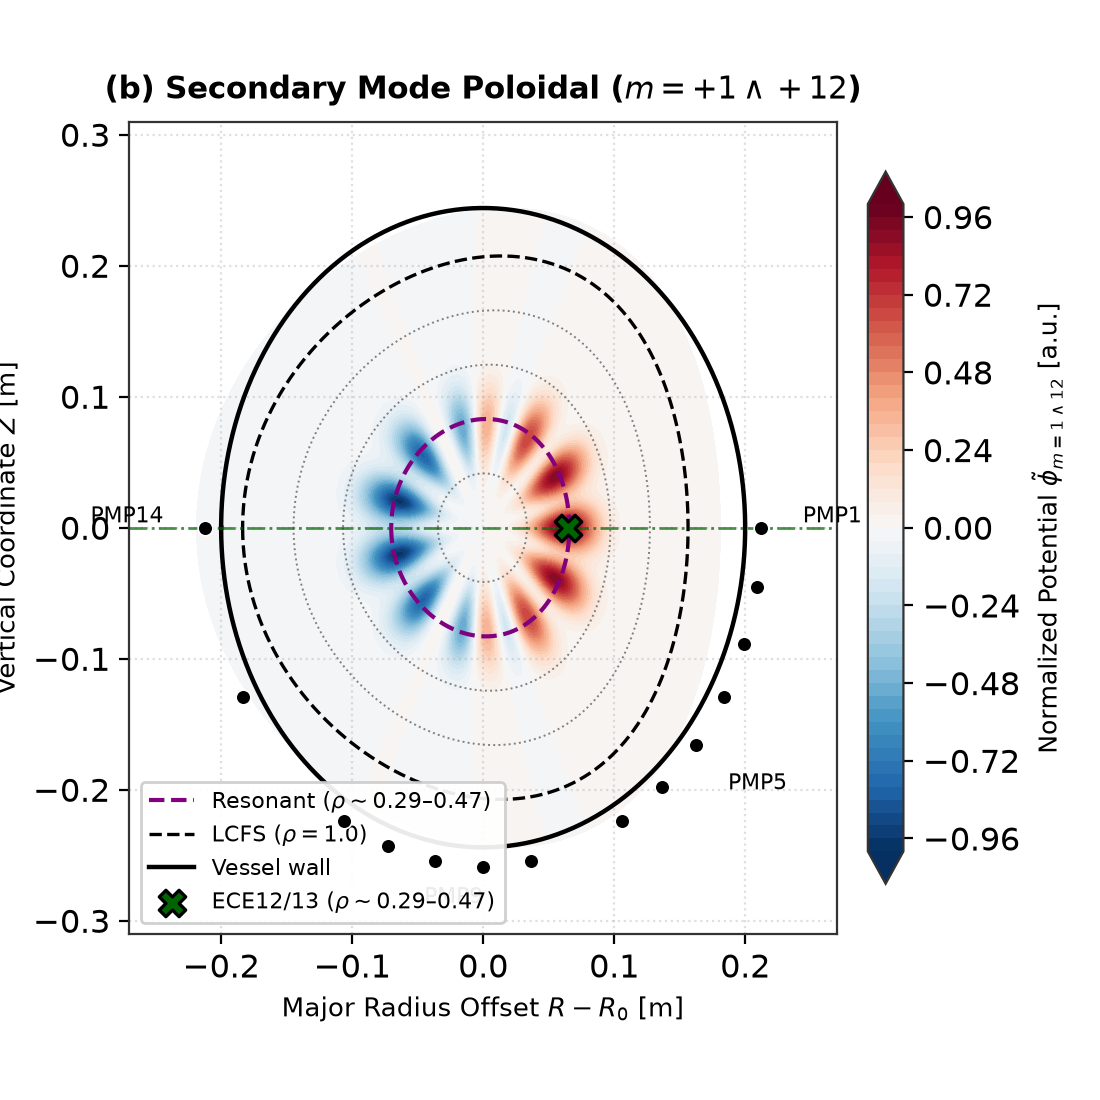 (b) Secondary Mode Poloidal (m = +1 ∧ +12)
0.3
0.2
0.1
0.0
−0.1
−0.2
−0.3
Vertical Coordinate Z [m]
PMP14
PMP1
PMP5
Resonant (ρ ~ 0.29–0.47)
LCFS (ρ = 1.0)
Vessel wall
ECE12/13 (ρ ~ 0.29–0.47)
−0.2
−0.1
0.0
0.1
0.2
Major Radius Offset R − R₀ [m]
0.96
0.72
0.48
0.24
0.00
−0.24
−0.48
−0.72
−0.96
Normalized Potential ϕ̃ₘ ₌ ₁ ∧ ₁₂ [a.u.]